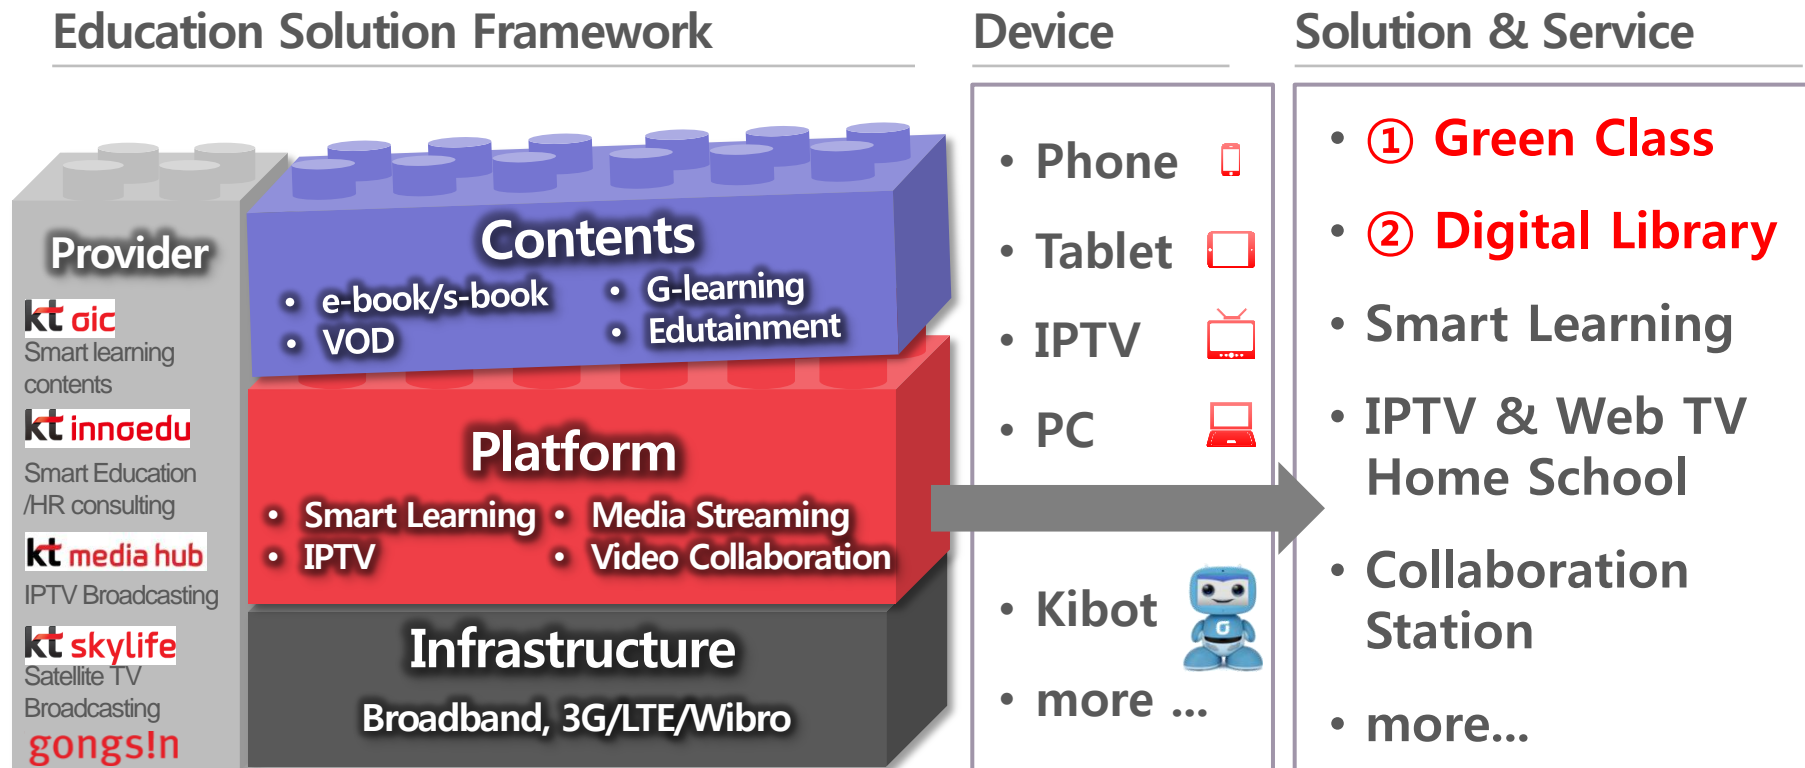 Education Solution Framework
Device
Solution & Service
Provider
kt oic
Smart learning
contents
kt innoedu
Smart Education
/HR consulting
kt media hub
IPTV Broadcasting
kt skylife
Satellite TV
Broadcasting
gongs!n
Contents
• e-book/s-book
• VOD
• G-learning
• Edutainment
Platform
• Smart Learning
• IPTV
• Media Streaming
• Video Collaboration
Infrastructure
Broadband, 3G/LTE/Wibro
• Phone
• Tablet
• IPTV
• PC
• Kibot
• more ...
• ① Green Class
• ② Digital Library
• Smart Learning
• IPTV & Web TV
Home School
• Collaboration
Station
• more...